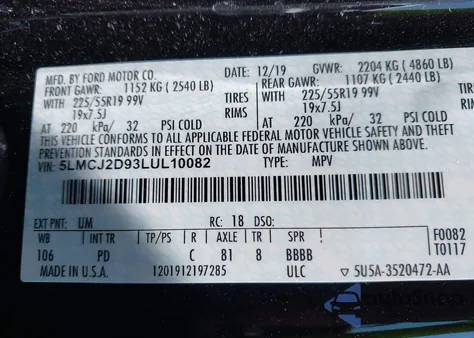 MFD. BY FORD MOTOR CO. DATE: 12/19 GVWR: 2204 KG ( 4860 LB)
FRONT GAWR: 1152 KG ( 2540 LB) REAR GAWR: 1107 KG ( 2440 LB)
WITH 225/55R19 99V TIRES WITH 225/55R19 99V
19x7.5J RIMS 19x7.5J
AT 220 kPa/ 32 PSI COLD AT 220 kPa/ 32 PSI COLD
THIS VEHICLE CONFORMS TO ALL APPLICABLE FEDERAL MOTOR VEHICLE SAFETY AND THEFT
PREVENTION STANDARDS IN EFFECT ON THE DATE OF MANUFACTURE SHOWN ABOVE.
VIN: 5LMCJ2D93LUL10082 TYPE: MPV
EXT PNT: UM RC: 18 DSO: F0082
WB INT TR TP/PS R AXLE TR SPR T0117
106 PD C 81 8 BBBB
MADE IN U.S.A. 1201912197285 ULC 5U5A-3520472-AA